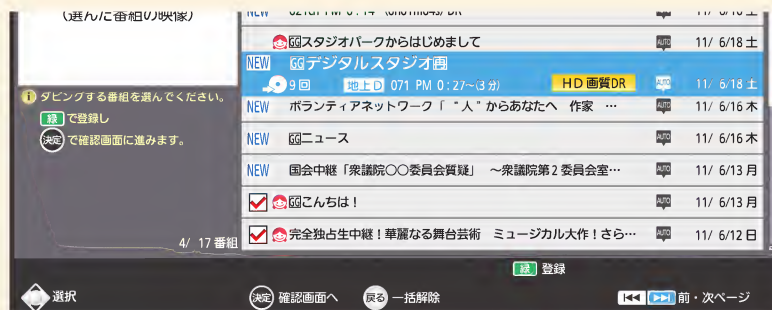 (選んだ番組の映像)
ダビングする番組を選んでください。
緑 で登録し
決定 で確認画面に進みます。
4/ 17 番組
NEW
スタジオパークからはじめまして AUTO 11/ 6/18 土
NEW デジタルスタジオ
9回 地上D 071 PM 0:27~(3分) HD 画質DR AUTO 11/ 6/18 土
NEW ボランティアネットワーク「“人”からあなたへ 作家 … AUTO 11/ 6/16 木
NEW ニュース AUTO 11/ 6/16 木
NEW 国会中継「衆議院○○委員会質疑」 ~衆議院第2委員会室… AUTO 11/ 6/13 月
こんちは! AUTO 11/ 6/13 月
完全独占生中継!華麗なる舞台芸術 ミュージカル大作!さら… AUTO 11/ 6/12 日
緑 登録
選択 決定 確認画面へ 戻る 一括解除 前・次ページ